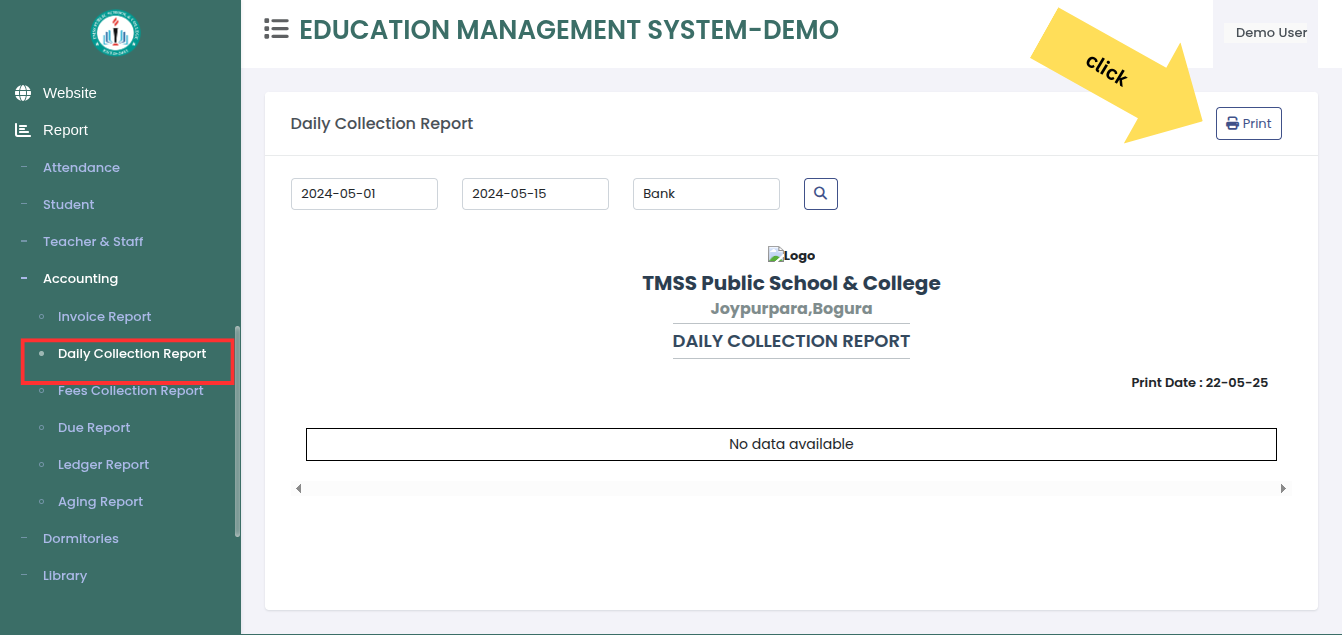 EDUCATION MANAGEMENT SYSTEM-DEMO
Demo User
click
Website
Report
Attendance
Student
Teacher & Staff
Accounting
Invoice Report
Daily Collection Report
Fees Collection Report
Due Report
Ledger Report
Aging Report
Dormitories
Library
Daily Collection Report
Print
2024-05-01
2024-05-15
Bank
Logo
TMSS Public School & College
Joypurpara,Bogura
DAILY COLLECTION REPORT
Print Date : 22-05-25
No data available